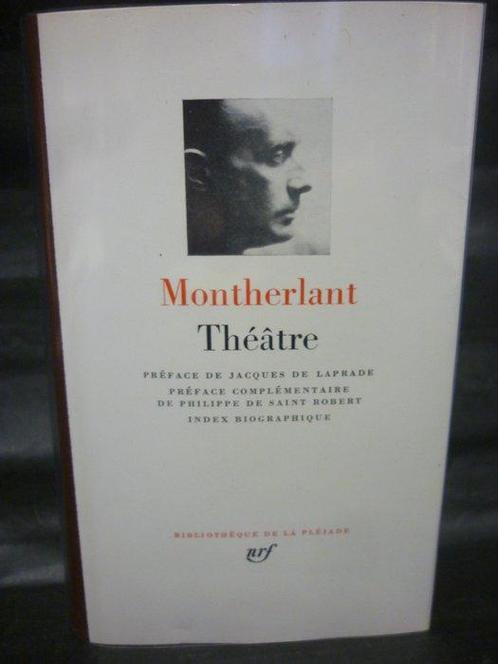 Montherlant
Théâtre
PRÉFACE DE JACQUES DE LAPRADE
PRÉFACE COMPLÉMENTAIRE
DE PHILIPPE DE SAINT ROBERT
INDEX BIOGRAPHIQUE
BIBLIOTHÈQUE DE LA PLÉIADE
nrf